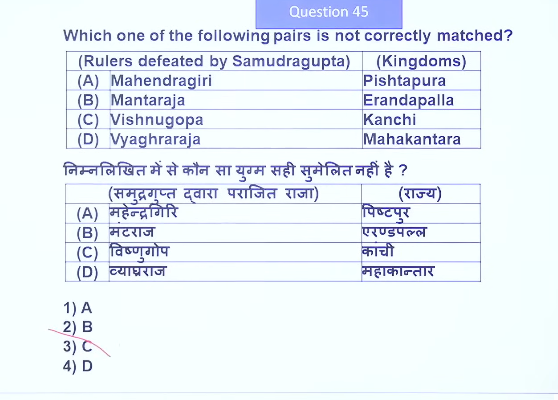 Question 45
Which one of the following pairs is not correctly matched?
(Rulers defeated by Samudragupta) (Kingdoms)
(A) Mahendragiri Pishtapura
(B) Mantaraja Erandapalla
(C) Vishnugopa Kanchi
(D) Vyaghraraja Mahakantara
निम्नलिखित में से कौन सा युग्म सही सुमेलित नहीं है ?
(समुद्रगुप्त द्वारा पराजित राजा) (राज्य)
(A) महेन्द्रगिरि पिष्टपुर
(B) मंटराज एरण्डपल्ल
(C) विष्णुगोप कांची
(D) व्याघ्रराज महाकान्तार
1) A
2) B
3) C
4) D